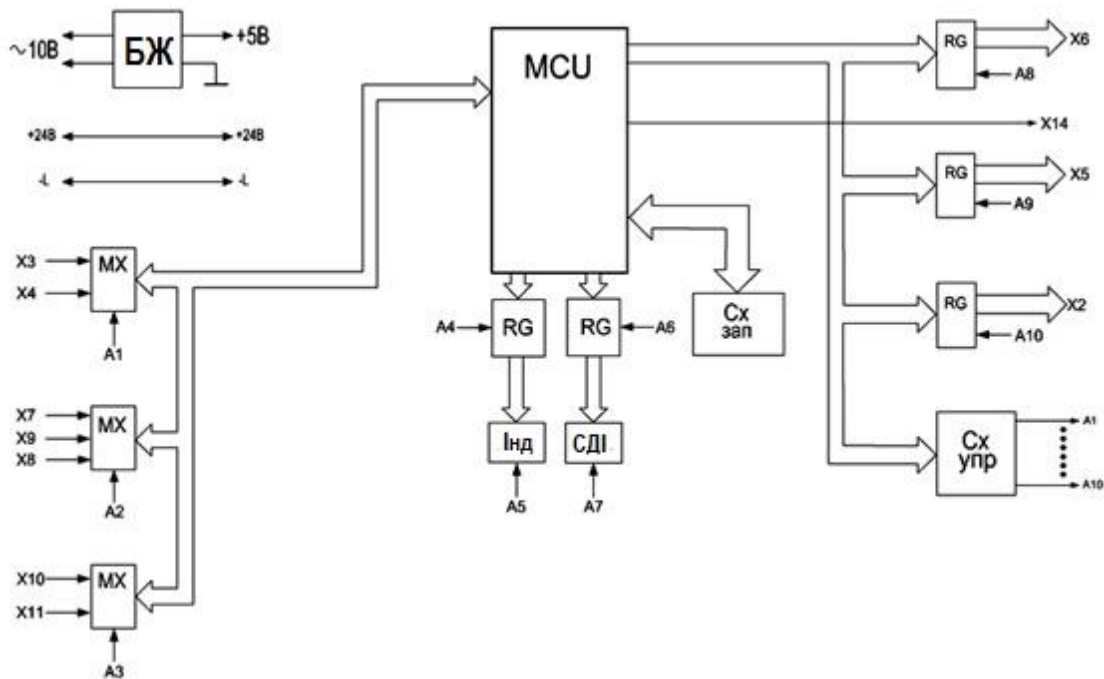 ~10В
БЖ
+5В
+24В
+24В
-L
-L
X3
X4
MX
A1
X7
X9
X8
MX
A2
X10
X11
MX
A3
MCU
A4
RG
RG
A6
Інд
СДІ
A5
A7
Сх
зап
RG
X6
A8
X14
RG
X5
A9
RG
X2
A10
Сх
упр
A1
A10